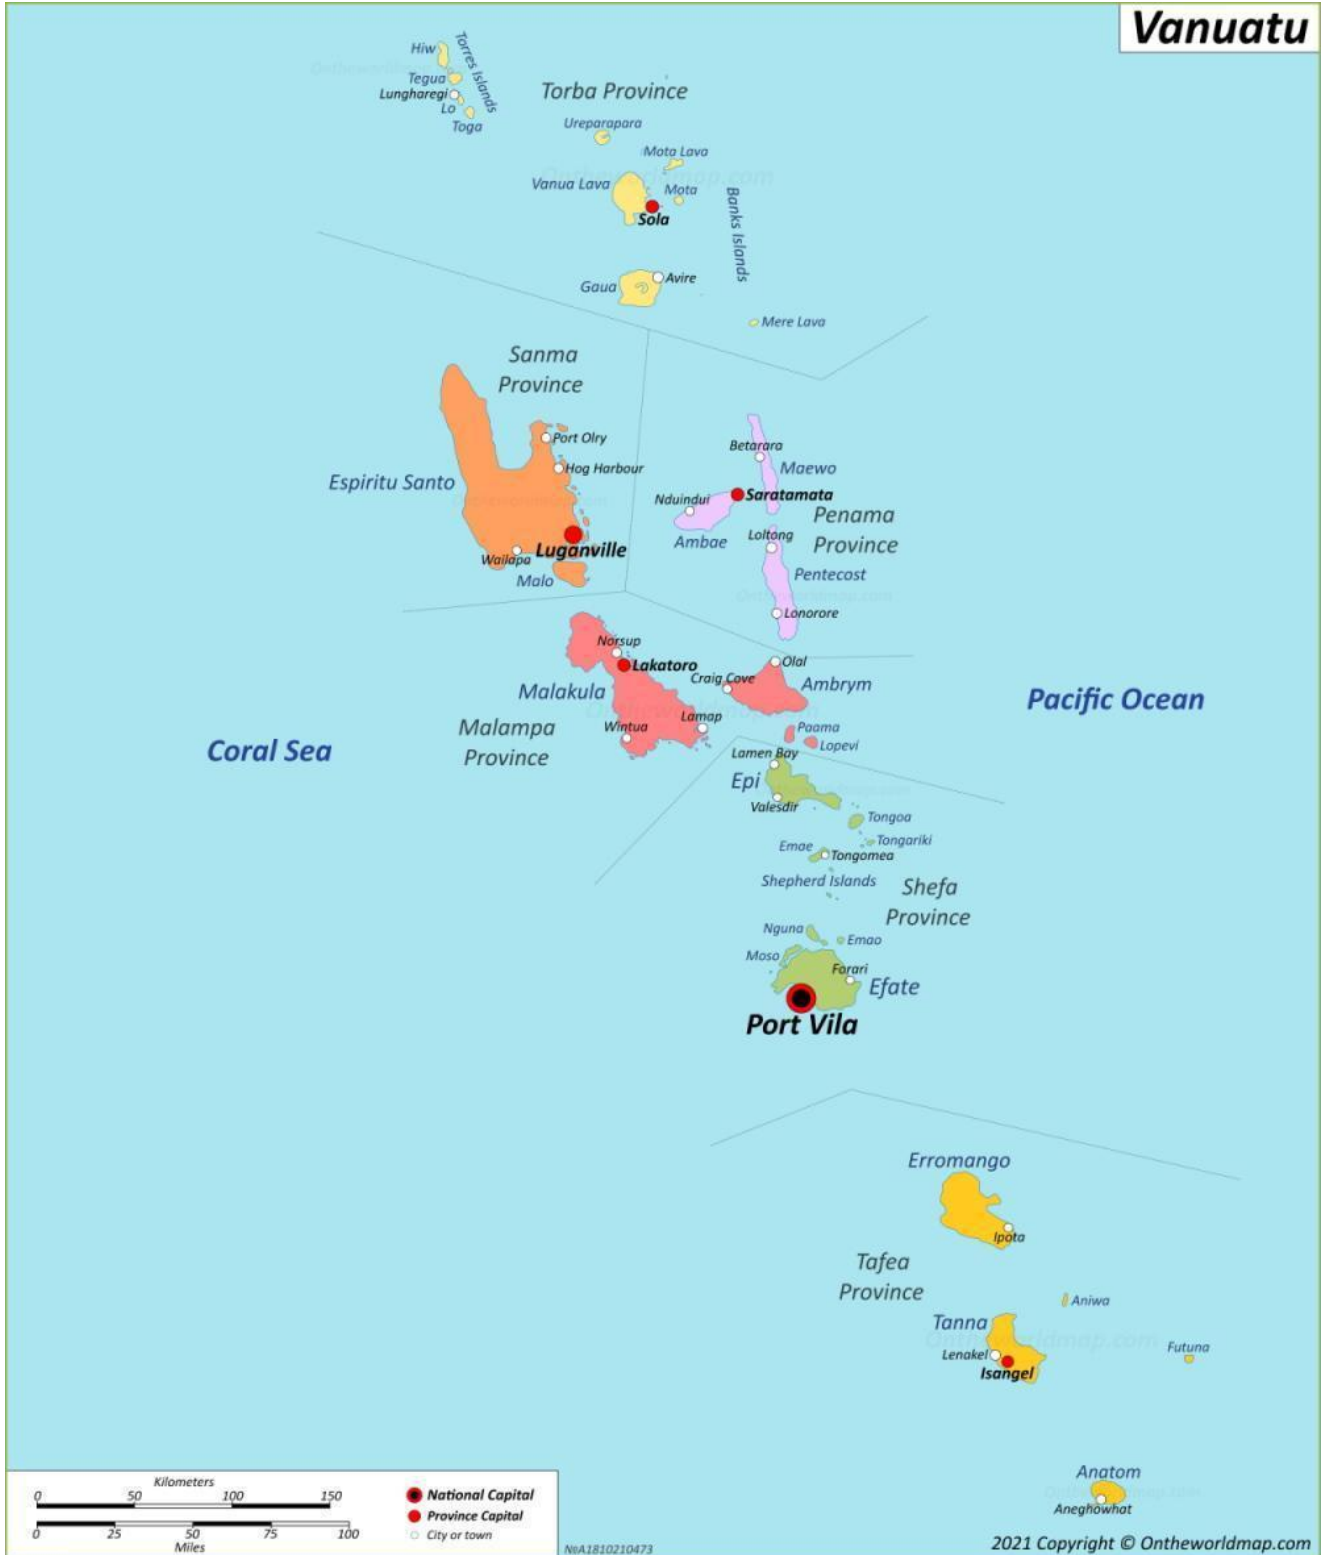 Vanuatu
Hiw
Torres Islands
Tegua
Lungharegi
Lo
Toga
Torba Province
Ureparapara
Mota Lava
Vanua Lava
Mota
Sola
Banks Islands
Gaua
Avire
Mere Lava
Sanma
Province
Port Olry
Hog Harbour
Espiritu Santo
Luganville
Wailapa
Malo
Betarara
Maewo
Saratamata
Nduindui
Ambae
Penama
Province
Loltong
Pentecost
Lonorore
Norsup
Lakatoro
Malakula
Craig Cove
Olal
Ambrym
Malampa
Province
Wintua
Lamap
Paama
Lopevi
Pacific Ocean
Coral Sea
Lamen Bay
Epi
Valesdir
Tongoa
Tongariki
Emae
Tongomea
Shepherd Islands
Shefa
Province
Nguna
Emao
Moso
Forari
Efate
Port Vila
Erromango
Ipota
Tafea
Province
Aniwa
Tanna
Lenakel
Isangel
Futuna
Anatom
Aneghowhat
Kilometers
0 50 100 150
0 25 50 75 100
Miles
National Capital
Province Capital
City or town
№A1810210473
2021 Copyright © Ontheworldmap.com
Ontheworldmap.com